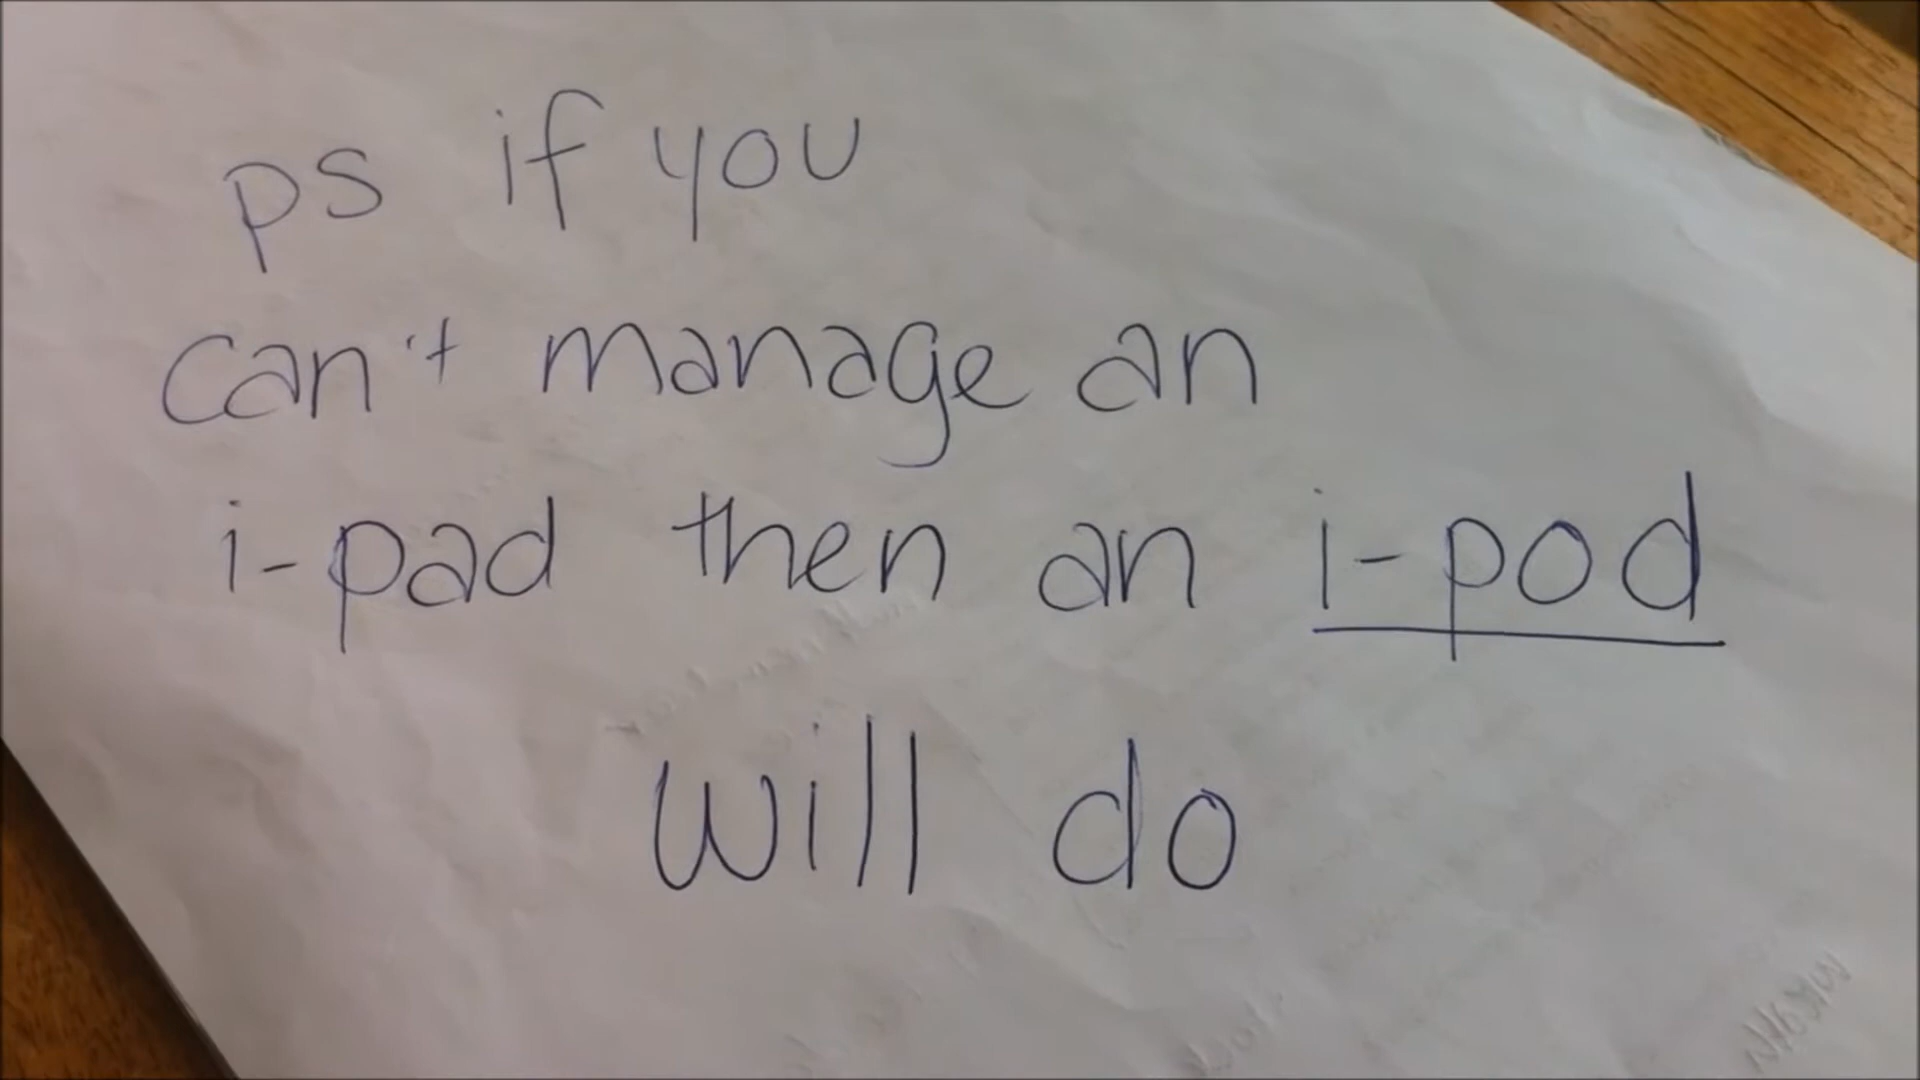 ps if you
can't manage an
i-pad then an i-pod
will do